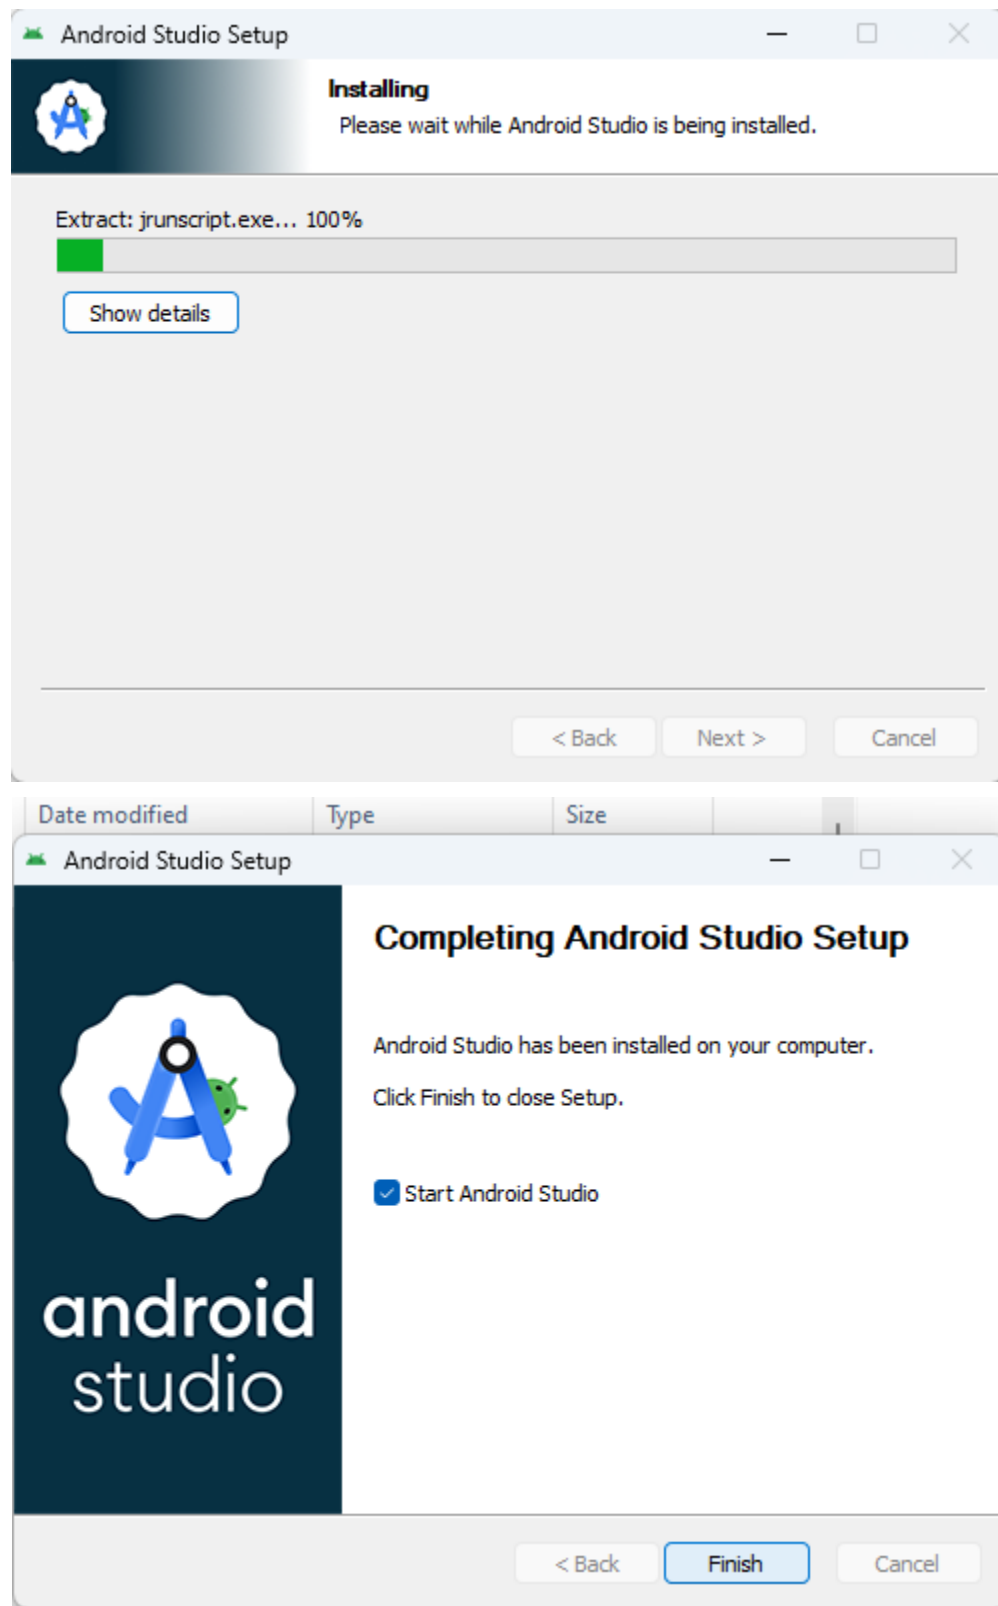 Android Studio Setup
Installing
Please wait while Android Studio is being installed.
Extract: jrunscript.exe... 100%
Show details
< Back Next > Cancel
Date modified Type Size
Android Studio Setup
Completing Android Studio Setup
Android Studio has been installed on your computer.
Click Finish to close Setup.
Start Android Studio
android
studio
< Back Finish Cancel